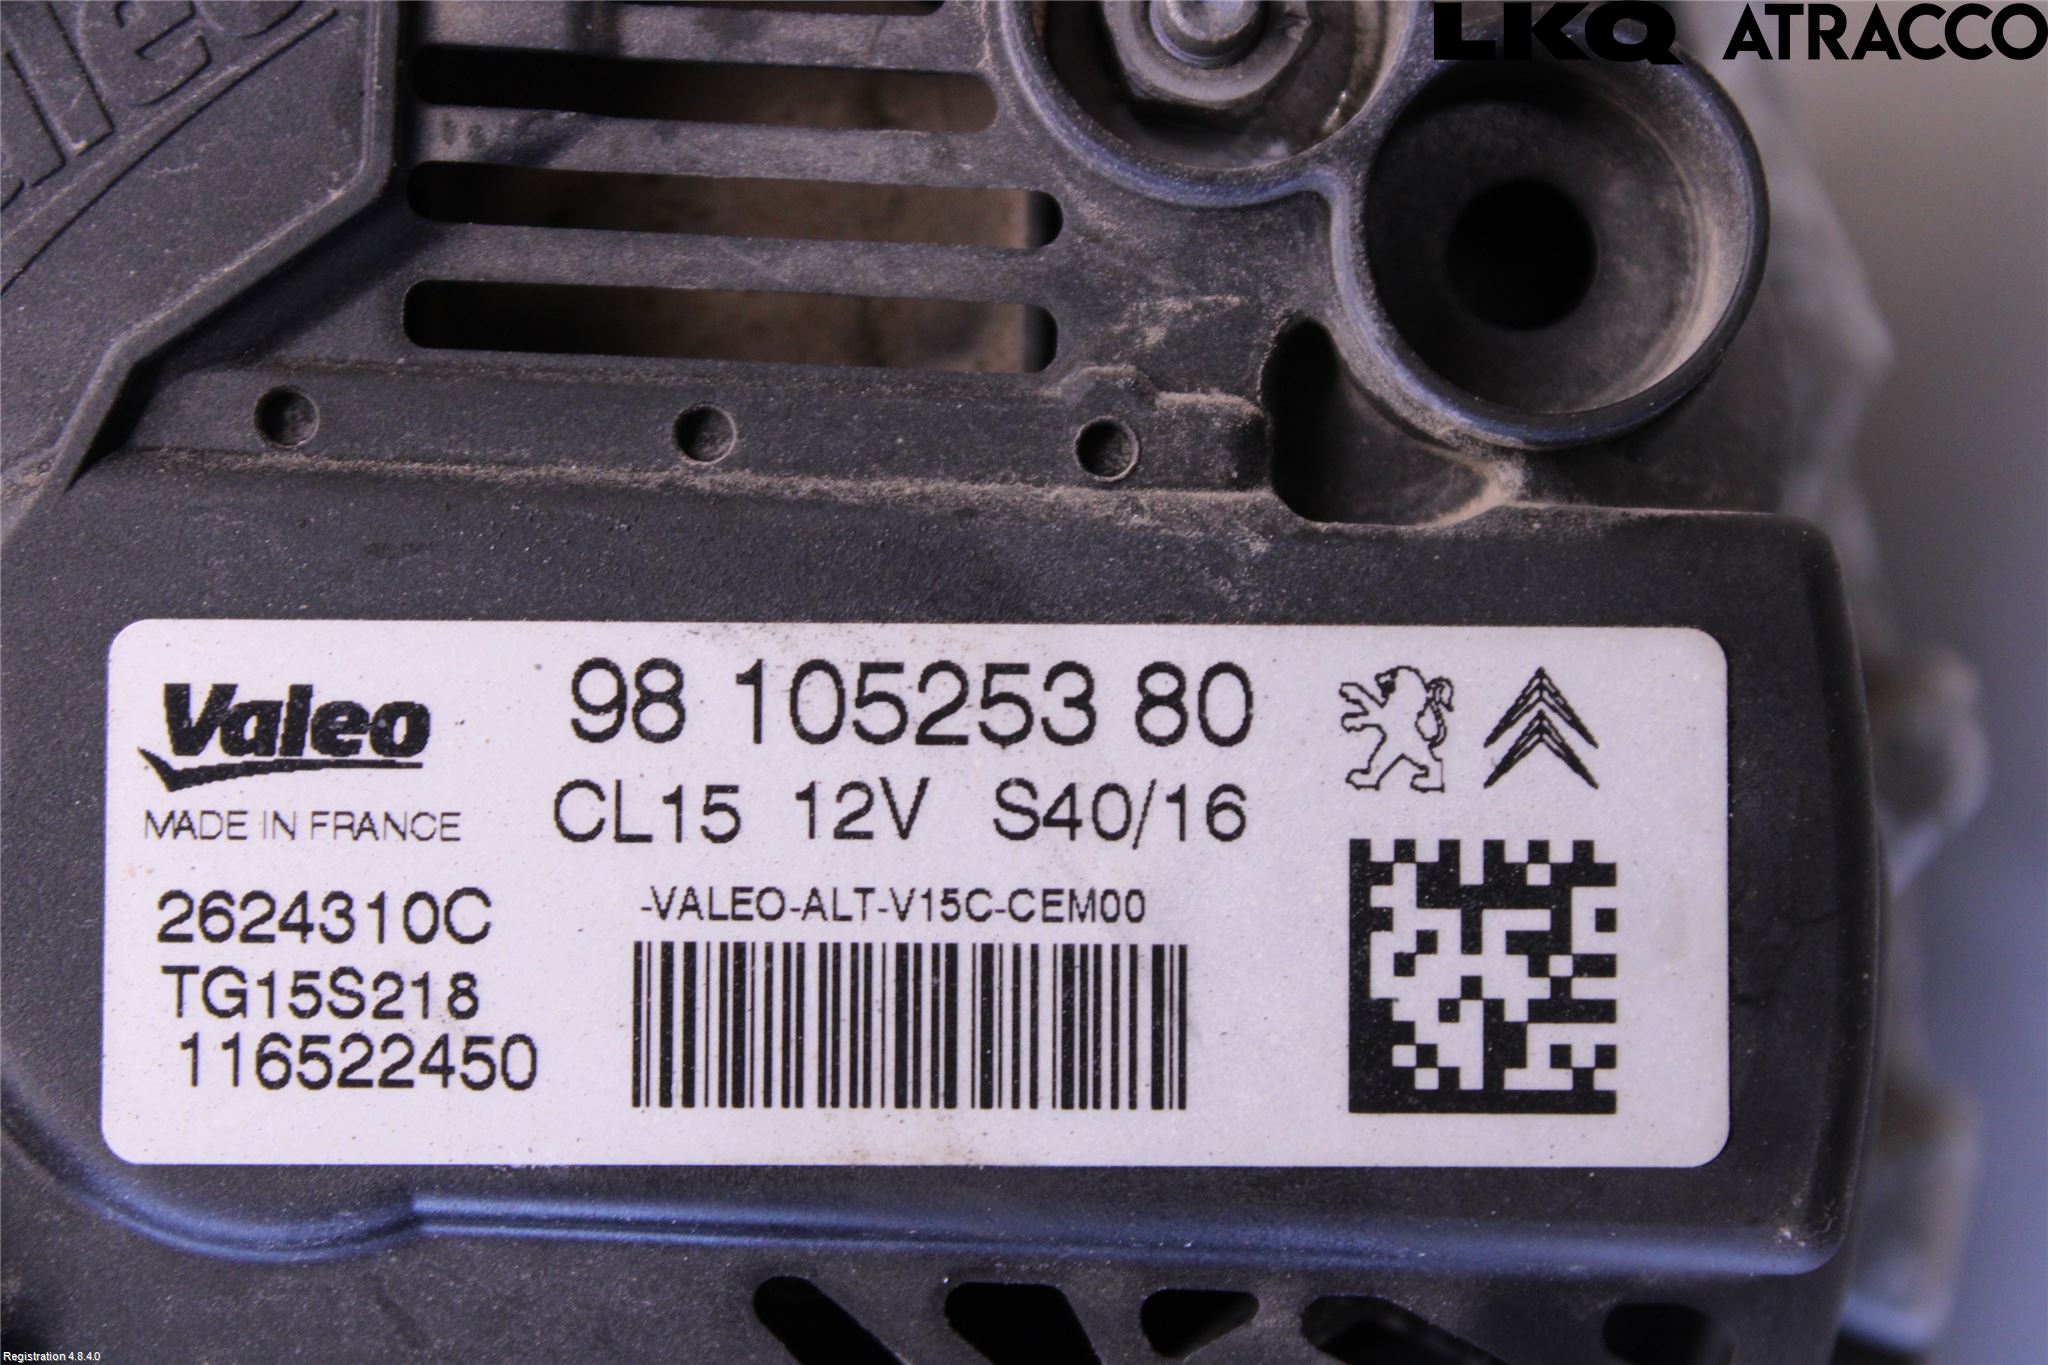 LKQ ATRACCO
Valeo
Valeo
98 105253 80
MADE IN FRANCE
CL15 12V S40/16
2624310C
-VALEO-ALT-V15C-CEM00
TG15S218
116522450
Registration 4.8.4.0